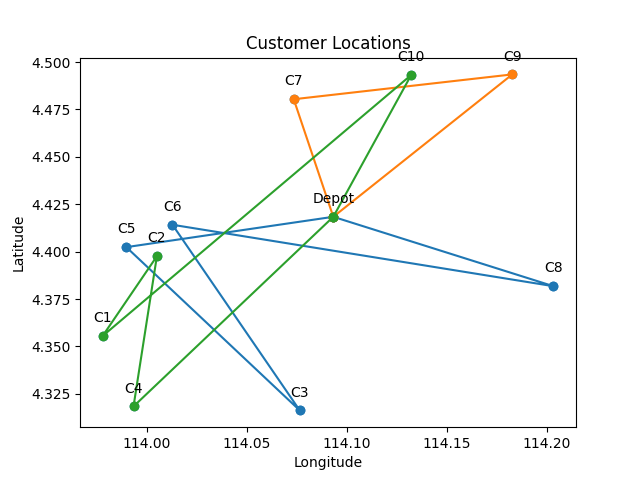 Customer Locations
4.500
4.475
4.450
4.425
4.400
4.375
4.350
4.325
Latitude
C10
C9
C7
Depot
C6
C5
C2
C8
C1
C4
C3
114.00
114.05
114.10
114.15
114.20
Longitude